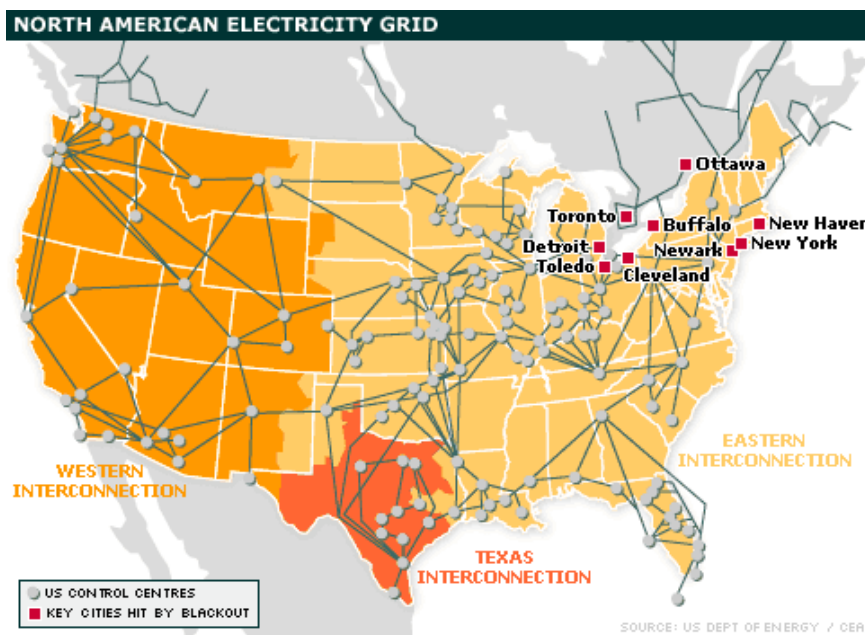 NORTH AMERICAN ELECTRICITY GRID
Ottawa
Toronto
Buffalo
New Haven
Detroit
Newark
New York
Toledo
Cleveland
EASTERN
INTERCONNECTION
WESTERN
INTERCONNECTION
TEXAS
INTERCONNECTION
US CONTROL CENTRES
KEY CITIES HIT BY BLACKOUT
SOURCE: US DEPT OF ENERGY / CEA